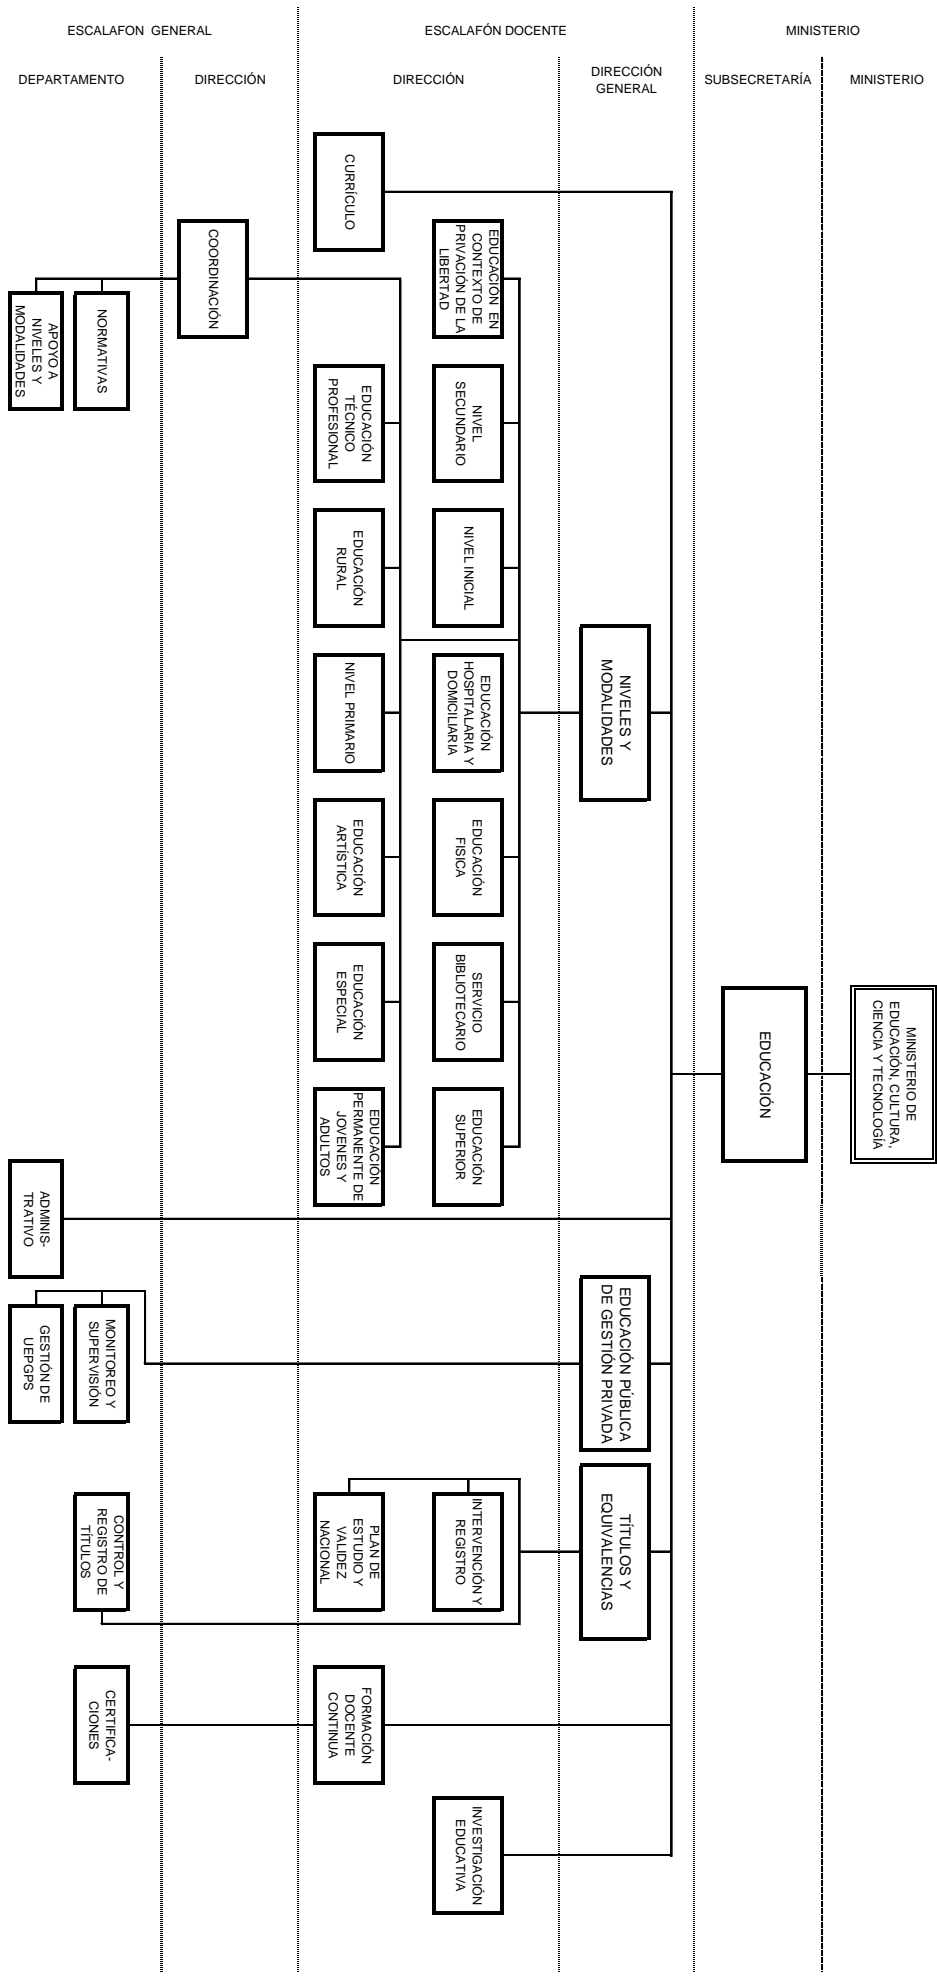 ESCALAFON GENERAL
ESCALAFÓN DOCENTE
MINISTERIO
DEPARTAMENTO
DIRECCIÓN
DIRECCIÓN
DIRECCIÓN
GENERAL
SUBSECRETARÍA
MINISTERIO
MINISTERIO DE
EDUCACIÓN, CULTURA,
CIENCIA Y TECNOLOGÍA
EDUCACIÓN
NIVELES Y
MODALIDADES
EDUCACIÓN PÚBLICA
DE GESTIÓN PRIVADA
TÍTULOS Y
EQUIVALENCIAS
EDUCACIÓN EN
CONTEXTO DE
PRIVACIÓN DE LA
LIBERTAD
NIVEL
SECUNDARIO
NIVEL INICIAL
EDUCACIÓN
HOSPITALARIA Y
DOMICILIARIA
EDUCACIÓN
FISICA
SERVICIO
BIBLIOTECARIO
EDUCACIÓN
SUPERIOR
INTERVENCIÓN Y
REGISTRO
INVESTIGACIÓN
EDUCATIVA
CURRÍCULO
EDUCACIÓN
TÉCNICO
PROFESIONAL
EDUCACIÓN
RURAL
NIVEL PRIMARIO
EDUCACIÓN
ARTÍSTICA
EDUCACIÓN
ESPECIAL
EDUCACIÓN
PERMANENTE DE
JOVENES Y
ADULTOS
PLAN DE
ESTUDIO Y
VALIDEZ
NACIONAL
FORMACIÓN
DOCENTE
CONTINUA
COORDINACIÓN
NORMATIVAS
MONITOREO Y
SUPERVISIÓN
CONTROL Y
REGISTRO DE
TÍTULOS
CERTIFICA-
CIONES
APOYO A
NIVELES Y
MODALIDADES
ADMINIS-
TRATIVO
GESTIÓN DE
UEPGPS